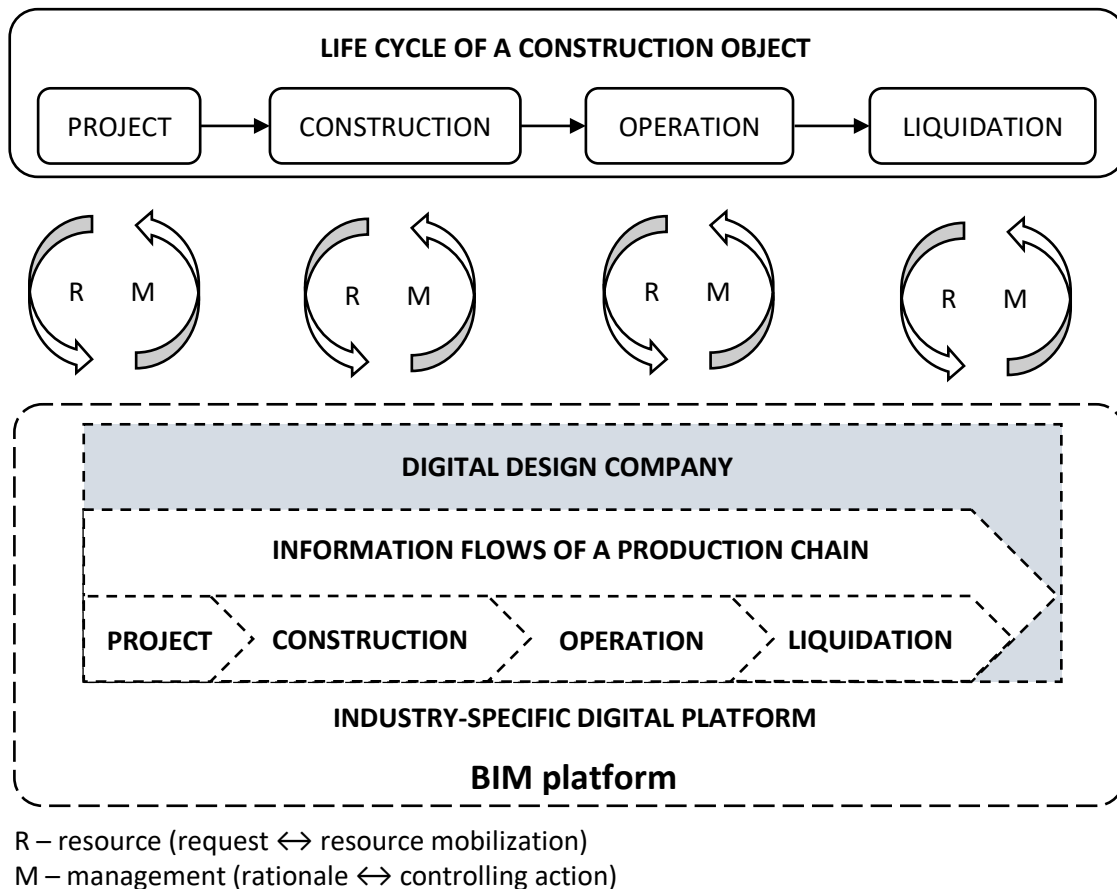 LIFE CYCLE OF A CONSTRUCTION OBJECT
PROJECT
CONSTRUCTION
OPERATION
LIQUIDATION
R M
R M
R M
R M
DIGITAL DESIGN COMPANY
INFORMATION FLOWS OF A PRODUCTION CHAIN
PROJECT
CONSTRUCTION
OPERATION
LIQUIDATION
INDUSTRY-SPECIFIC DIGITAL PLATFORM
BIM platform
R – resource (request ↔ resource mobilization)
M – management (rationale ↔ controlling action)